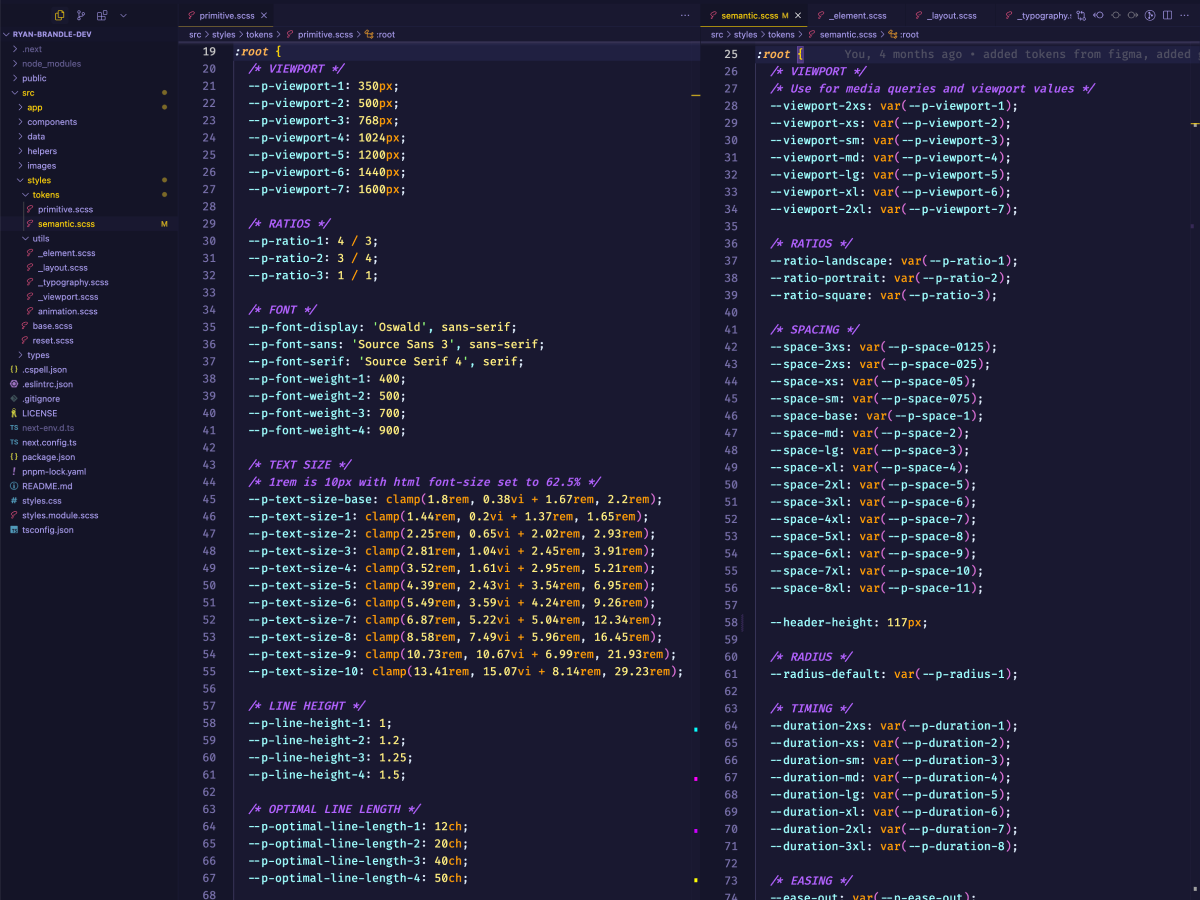 RYAN-BRANDLE-DEV
.next
node_modules
public
src
app
components
data
helpers
images
styles
tokens
primitive.scss
semantic.scss M
utils
_element.scss
_layout.scss
_typography.scss
_viewport.scss
animation.scss
base.scss
reset.scss
types
{} .cspell.json
.eslintrc.json
.gitignore
LICENSE
TS next-env.d.ts
TS next.config.ts
{} package.json
! pnpm-lock.yaml
README.md
# styles.css
styles.module.scss
tsconfig.json
primitive.scss
src > styles > tokens > primitive.scss > :root
19 :root {
20 /* VIEWPORT */
21 --p-viewport-1: 350px;
22 --p-viewport-2: 500px;
23 --p-viewport-3: 768px;
24 --p-viewport-4: 1024px;
25 --p-viewport-5: 1200px;
26 --p-viewport-6: 1440px;
27 --p-viewport-7: 1600px;
28
29 /* RATIOS */
30 --p-ratio-1: 4 / 3;
31 --p-ratio-2: 3 / 4;
32 --p-ratio-3: 1 / 1;
33
34 /* FONT */
35 --p-font-display: 'Oswald', sans-serif;
36 --p-font-sans: 'Source Sans 3', sans-serif;
37 --p-font-serif: 'Source Serif 4', serif;
38 --p-font-weight-1: 400;
39 --p-font-weight-2: 500;
40 --p-font-weight-3: 700;
41 --p-font-weight-4: 900;
42
43 /* TEXT SIZE */
44 /* 1rem is 10px with html font-size set to 62.5% */
45 --p-text-size-base: clamp(1.8rem, 0.38vi + 1.67rem, 2.2rem);
46 --p-text-size-1: clamp(1.44rem, 0.2vi + 1.37rem, 1.65rem);
47 --p-text-size-2: clamp(2.25rem, 0.65vi + 2.02rem, 2.93rem);
48 --p-text-size-3: clamp(2.81rem, 1.04vi + 2.45rem, 3.91rem);
49 --p-text-size-4: clamp(3.52rem, 1.61vi + 2.95rem, 5.21rem);
50 --p-text-size-5: clamp(4.39rem, 2.43vi + 3.54rem, 6.95rem);
51 --p-text-size-6: clamp(5.49rem, 3.59vi + 4.24rem, 9.26rem);
52 --p-text-size-7: clamp(6.87rem, 5.22vi + 5.04rem, 12.34rem);
53 --p-text-size-8: clamp(8.58rem, 7.49vi + 5.96rem, 16.45rem);
54 --p-text-size-9: clamp(10.73rem, 10.67vi + 6.99rem, 21.93rem);
55 --p-text-size-10: clamp(13.41rem, 15.07vi + 8.14rem, 29.23rem);
56
57 /* LINE HEIGHT */
58 --p-line-height-1: 1;
59 --p-line-height-2: 1.2;
60 --p-line-height-3: 1.25;
61 --p-line-height-4: 1.5;
62
63 /* OPTIMAL LINE LENGTH */
64 --p-optimal-line-length-1: 12ch;
65 --p-optimal-line-length-2: 20ch;
66 --p-optimal-line-length-3: 40ch;
67 --p-optimal-line-length-4: 50ch;
68
semantic.scss M
_element.scss
_layout.scss
_typography.s
src > styles > tokens > semantic.scss > :root
25 :root { You, 4 months ago • added tokens from figma, added
26 /* VIEWPORT */
27 /* Use for media queries and viewport values */
28 --viewport-2xs: var(--p-viewport-1);
29 --viewport-xs: var(--p-viewport-2);
30 --viewport-sm: var(--p-viewport-3);
31 --viewport-md: var(--p-viewport-4);
32 --viewport-lg: var(--p-viewport-5);
33 --viewport-xl: var(--p-viewport-6);
34 --viewport-2xl: var(--p-viewport-7);
35
36 /* RATIOS */
37 --ratio-landscape: var(--p-ratio-1);
38 --ratio-portrait: var(--p-ratio-2);
39 --ratio-square: var(--p-ratio-3);
40
41 /* SPACING */
42 --space-3xs: var(--p-space-0125);
43 --space-2xs: var(--p-space-025);
44 --space-xs: var(--p-space-05);
45 --space-sm: var(--p-space-075);
46 --space-base: var(--p-space-1);
47 --space-md: var(--p-space-2);
48 --space-lg: var(--p-space-3);
49 --space-xl: var(--p-space-4);
50 --space-2xl: var(--p-space-5);
51 --space-3xl: var(--p-space-6);
52 --space-4xl: var(--p-space-7);
53 --space-5xl: var(--p-space-8);
54 --space-6xl: var(--p-space-9);
55 --space-7xl: var(--p-space-10);
56 --space-8xl: var(--p-space-11);
57
58 --header-height: 117px;
59
60 /* RADIUS */
61 --radius-default: var(--p-radius-1);
62
63 /* TIMING */
64 --duration-2xs: var(--p-duration-1);
65 --duration-xs: var(--p-duration-2);
66 --duration-sm: var(--p-duration-3);
67 --duration-md: var(--p-duration-4);
68 --duration-lg: var(--p-duration-5);
69 --duration-xl: var(--p-duration-6);
70 --duration-2xl: var(--p-duration-7);
71 --duration-3xl: var(--p-duration-8);
72
73 /* EASING */
74 --ease-out: var(--p-ease-out);